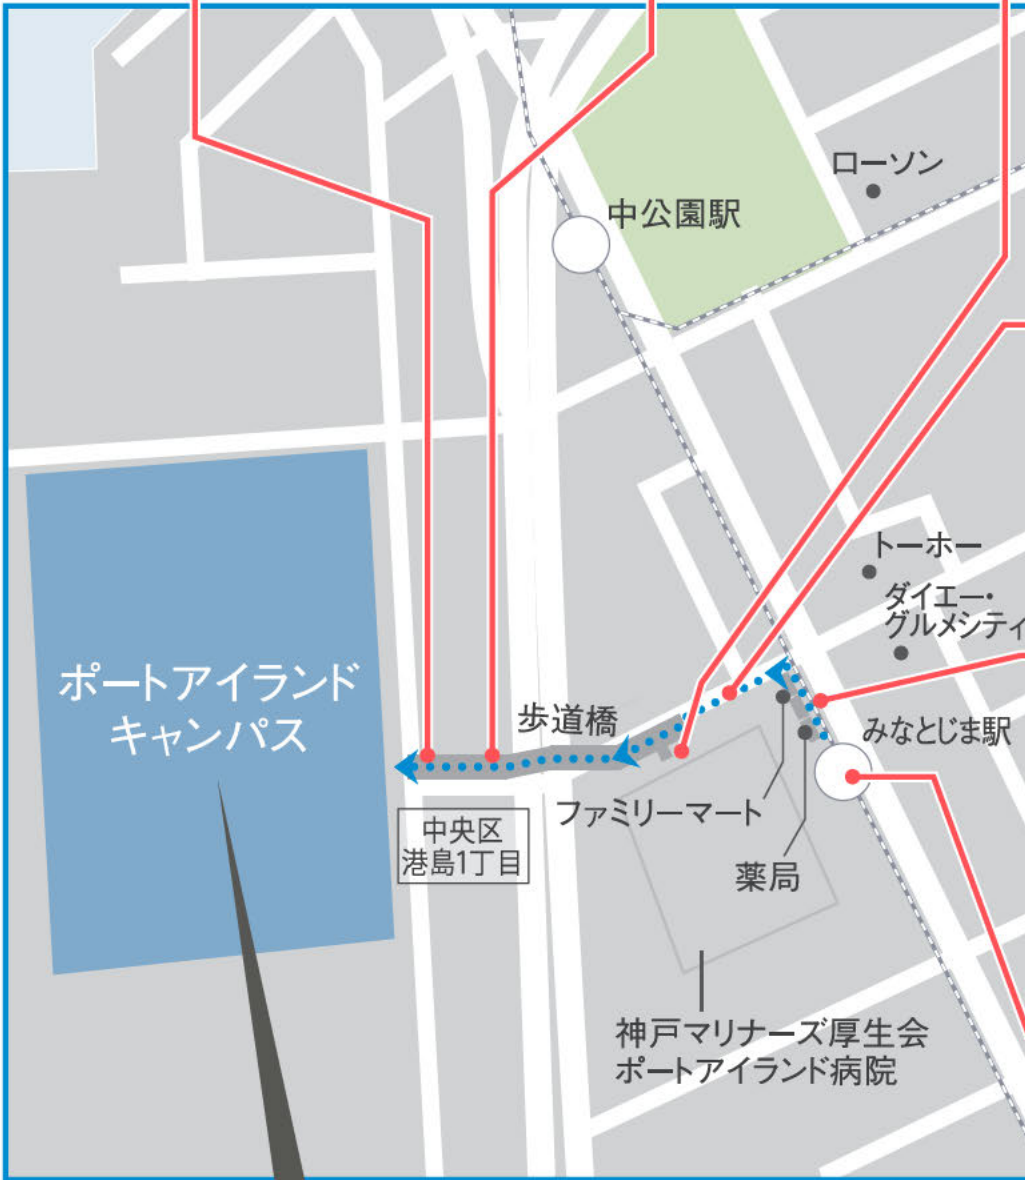 ローソン
中公園駅
トーホー
ダイエー・
グルメシティ
ポートアイランド
キャンパス
歩道橋
みなとじま駅
ファミリーマート
中央区
港島1丁目
薬局
神戸マリナーズ厚生会
ポートアイランド病院